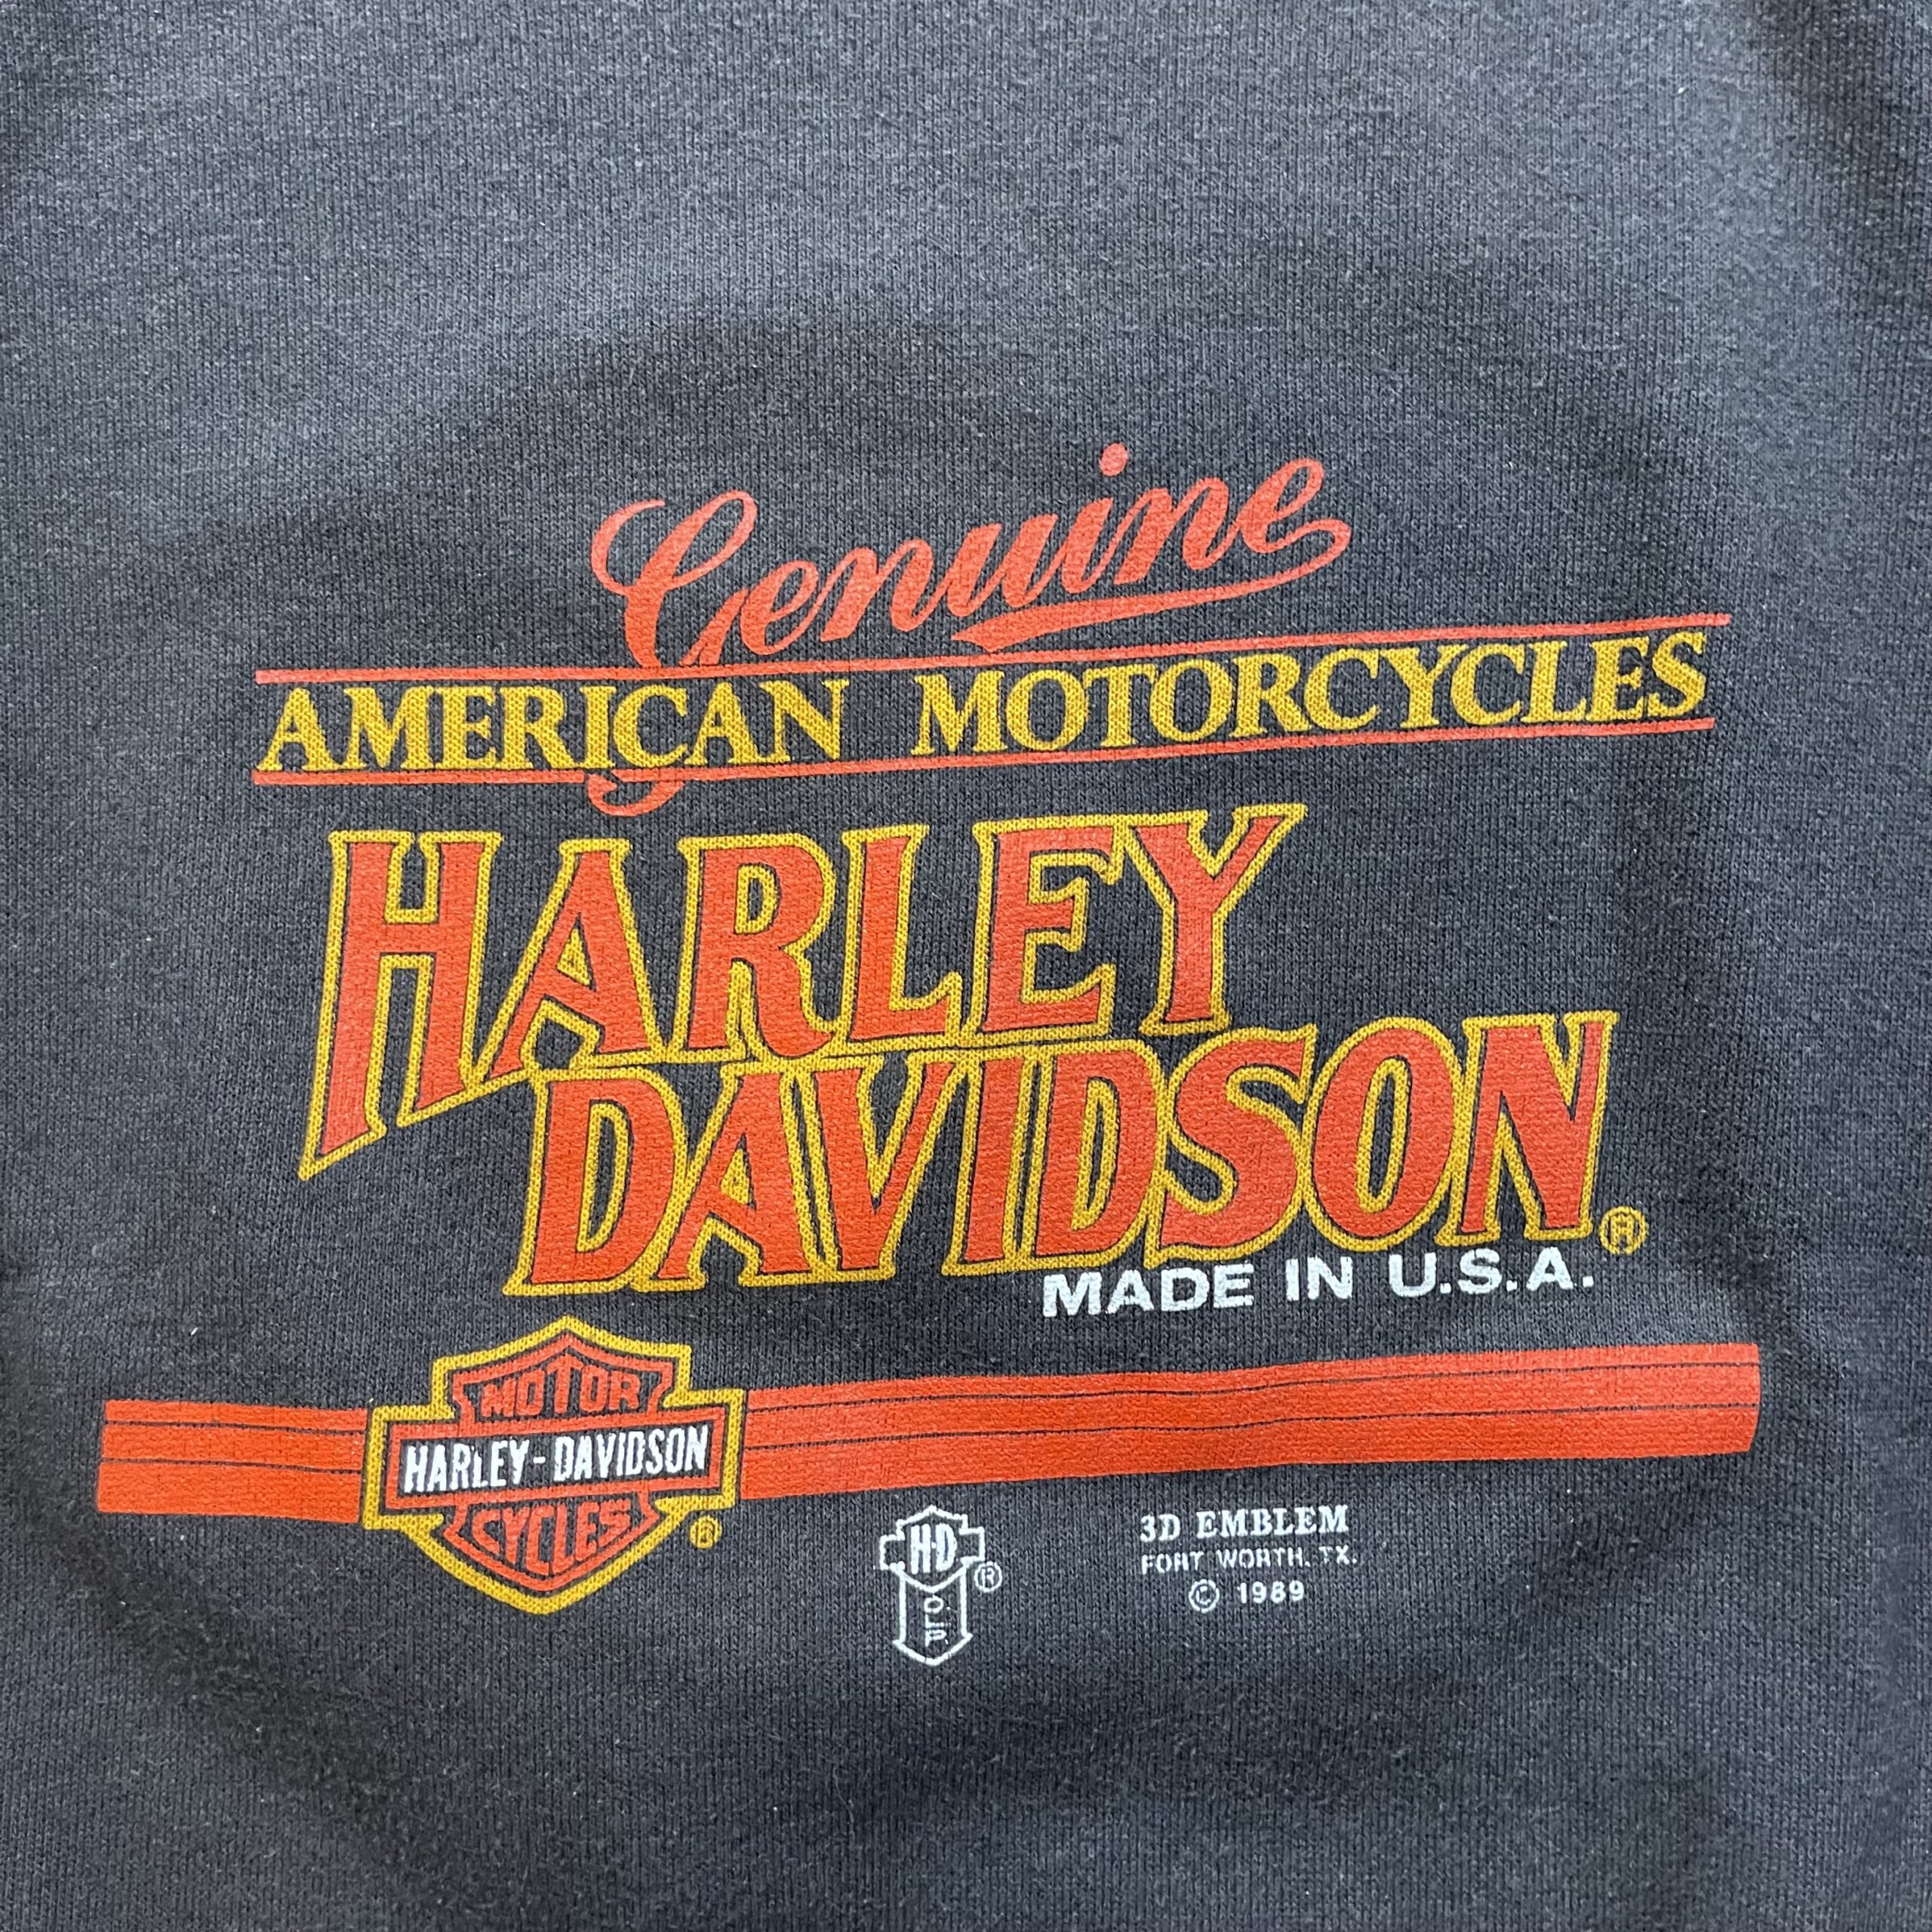 Genuine
AMERICAN MOTORCYCLES
HARLEY
DAVIDSON®
MADE IN U.S.A.
MOTOR
HARLEY-DAVIDSON
CYCLES ®
H-D ®
O.L.P.
3D EMBLEM
FORT WORTH, TX.
© 1989